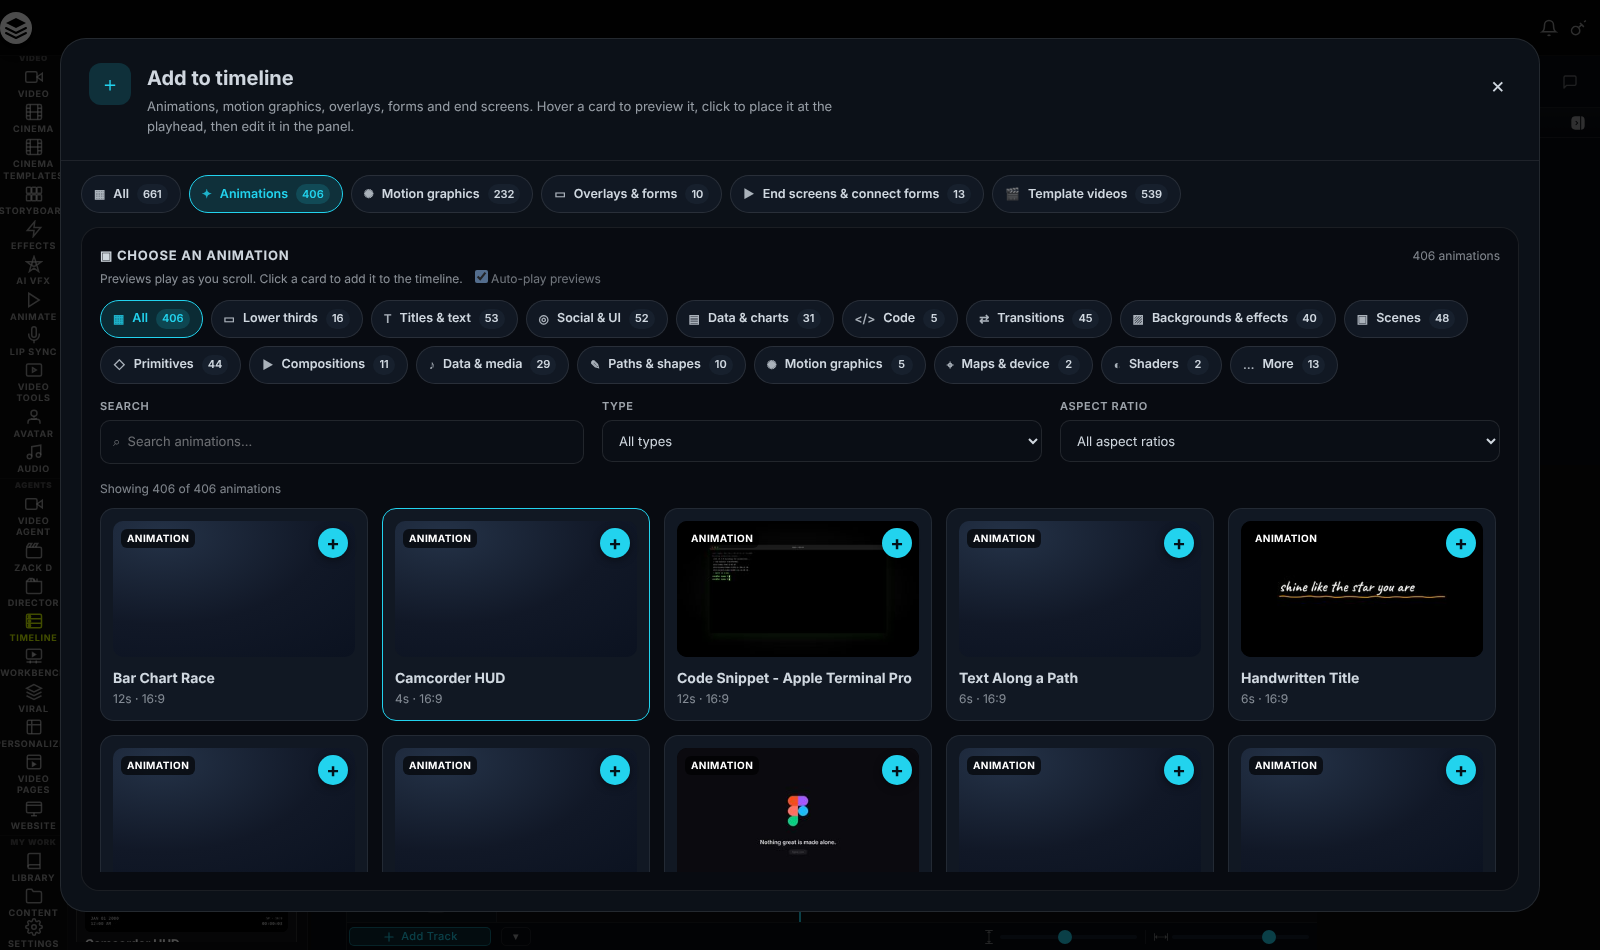 Add to timeline
Animations, motion graphics, overlays, forms and end screens. Hover a card to preview it, click to place it at the
playhead, then edit it in the panel.
All 661
Animations 406
Motion graphics 232
Overlays & forms 10
End screens & connect forms 13
Template videos 539
CHOOSE AN ANIMATION
406 animations
Previews play as you scroll. Click a card to add it to the timeline.
Auto-play previews
All 406
Lower thirds 16
T Titles & text 53
Social & UI 52
Data & charts 31
</> Code 5
Transitions 45
Backgrounds & effects 40
Scenes 48
Primitives 44
Compositions 11
Data & media 29
Paths & shapes 10
Motion graphics 5
Maps & device 2
Shaders 2
... More 13
SEARCH
Search animations...
TYPE
All types
ASPECT RATIO
All aspect ratios
Showing 406 of 406 animations
ANIMATION
Bar Chart Race
12s · 16:9
ANIMATION
Camcorder HUD
4s · 16:9
ANIMATION
Code Snippet - Apple Terminal Pro
12s · 16:9
ANIMATION
Text Along a Path
6s · 16:9
ANIMATION
shine like the star you are
Handwritten Title
6s · 16:9
ANIMATION
ANIMATION
ANIMATION
Nothing great is made alone.
ANIMATION
ANIMATION
VIDEO
VIDEO
CINEMA
CINEMA
TEMPLATES
STORYBOARD
EFFECTS
AI VFX
ANIMATE
LIP SYNC
VIDEO
TOOLS
AVATAR
AUDIO
AGENTS
VIDEO
AGENT
ZACK D
DIRECTOR
TIMELINE
WORKBENC
VIRAL
PERSONALIZ
VIDEO
PAGES
WEBSITE
MY WORK
LIBRARY
CONTENT
SETTINGS
Camcorder HUD
Add Track